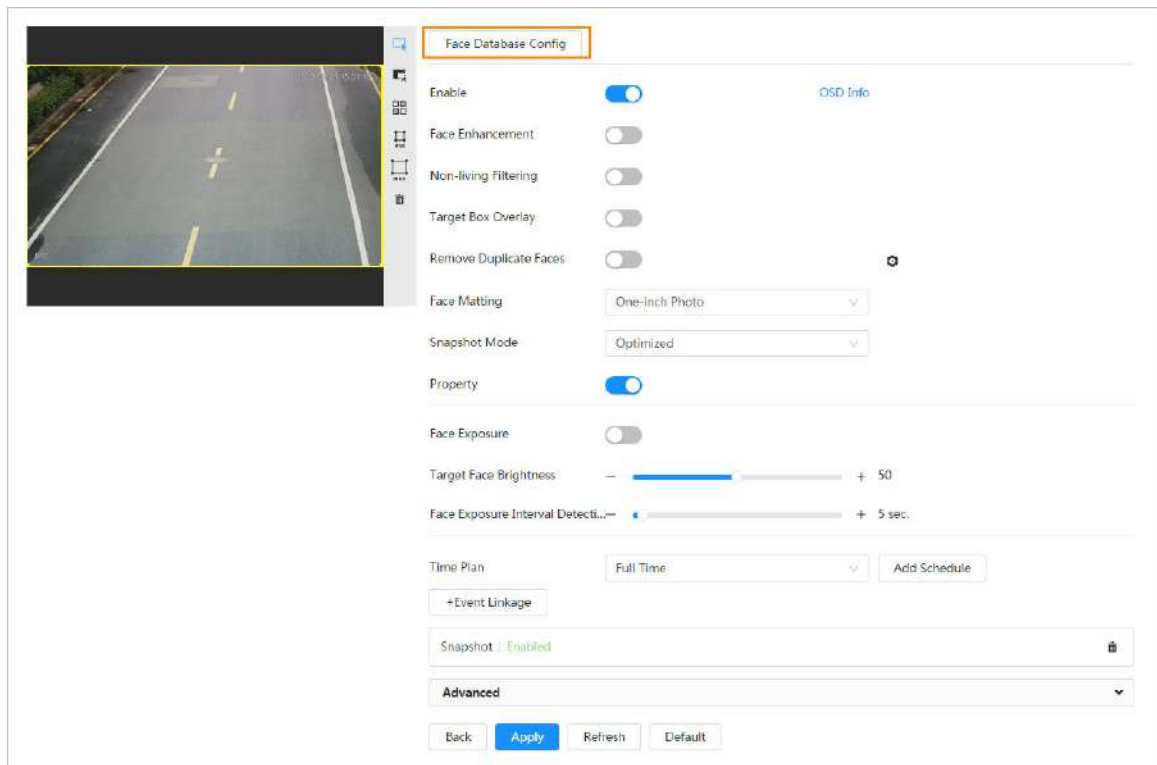 Face Database Config
Enable
OSD Info
Face Enhancement
Non-living Filtering
Target Box Overlay
Remove Duplicate Faces
Face Matting
One-Inch Photo
Snapshot Mode
Optimized
Property
Face Exposure
Target Face Brightness
− + 50
Face Exposure Interval Detecti...
− + 5 sec.
Time Plan
Full Time
Add Schedule
+Event Linkage
Snapshot | Enabled
Advanced
Back
Apply
Refresh
Default